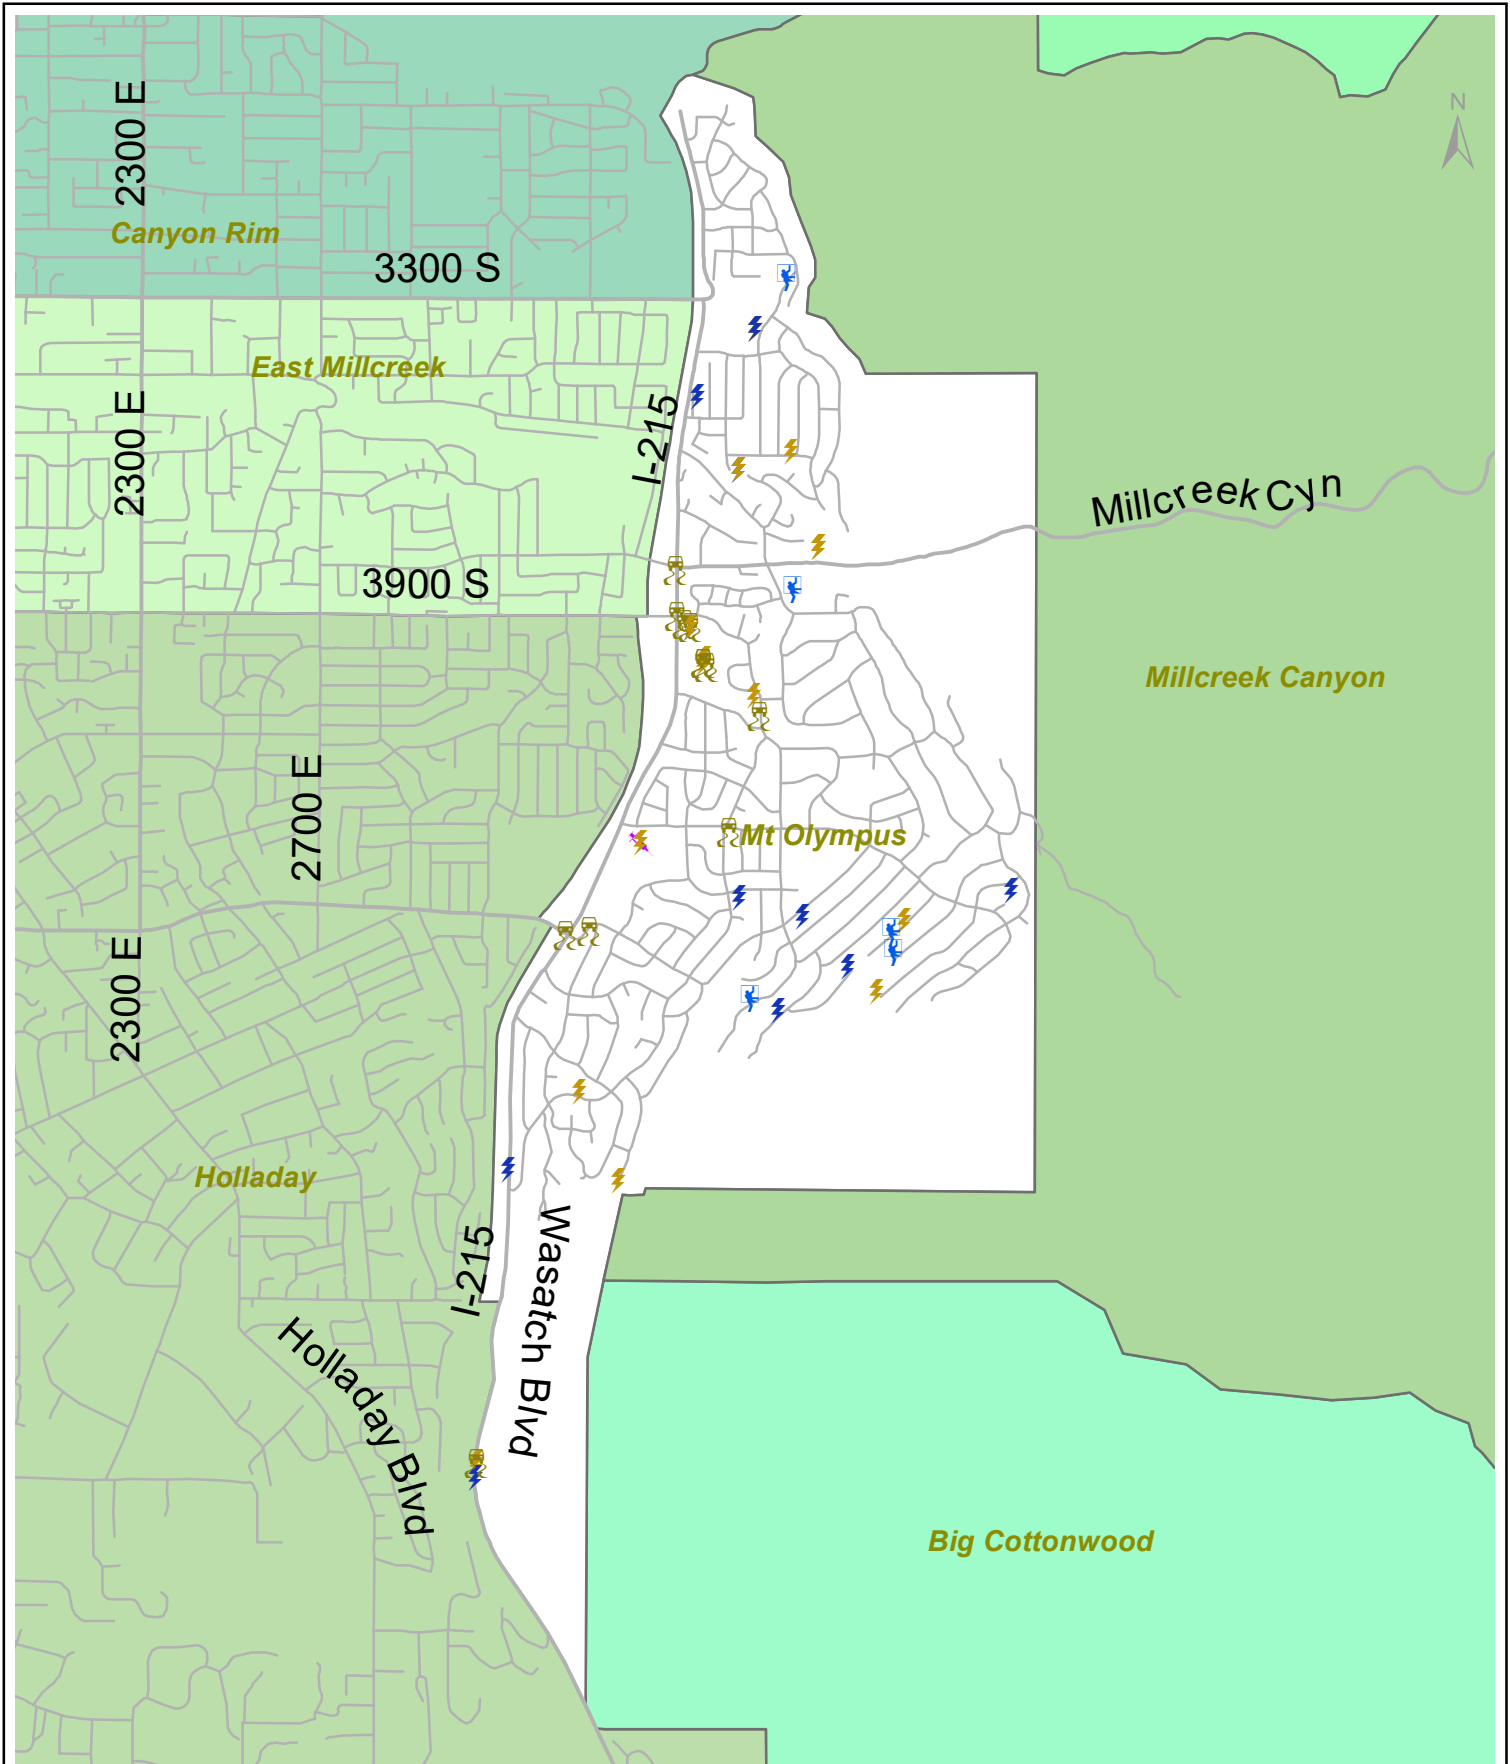 N
2300 E
Canyon Rim
3300 S
East Millcreek
2300 E
I-215
Millcreek Cyn
3900 S
Millcreek Canyon
2700 E
Mt Olympus
2300 E
Holladay
I-215
Wasatch Blvd
Holladay Blvd
Big Cottonwood